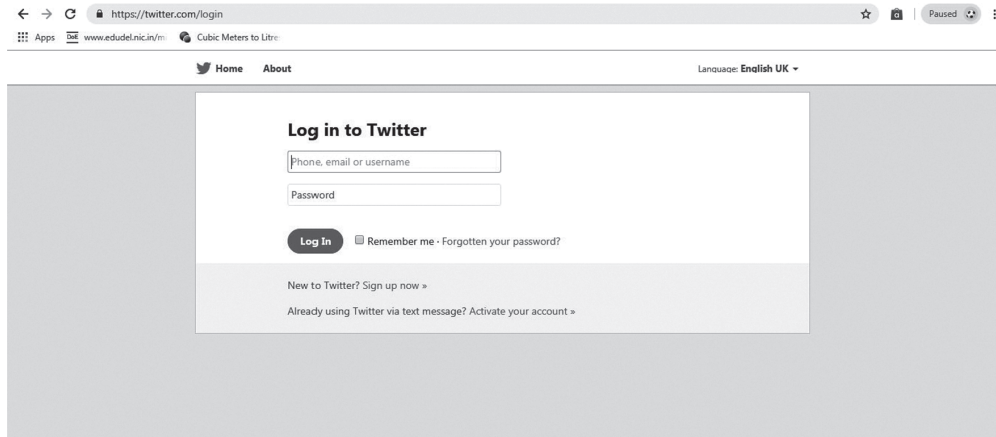 https://twitter.com/login
Paused
Apps www.edudel.nic.in/m Cubic Meters to Litre
Home About Language: English UK
Log in to Twitter
Phone, email or username
Password
Log In Remember me · Forgotten your password?
New to Twitter? Sign up now »
Already using Twitter via text message? Activate your account »